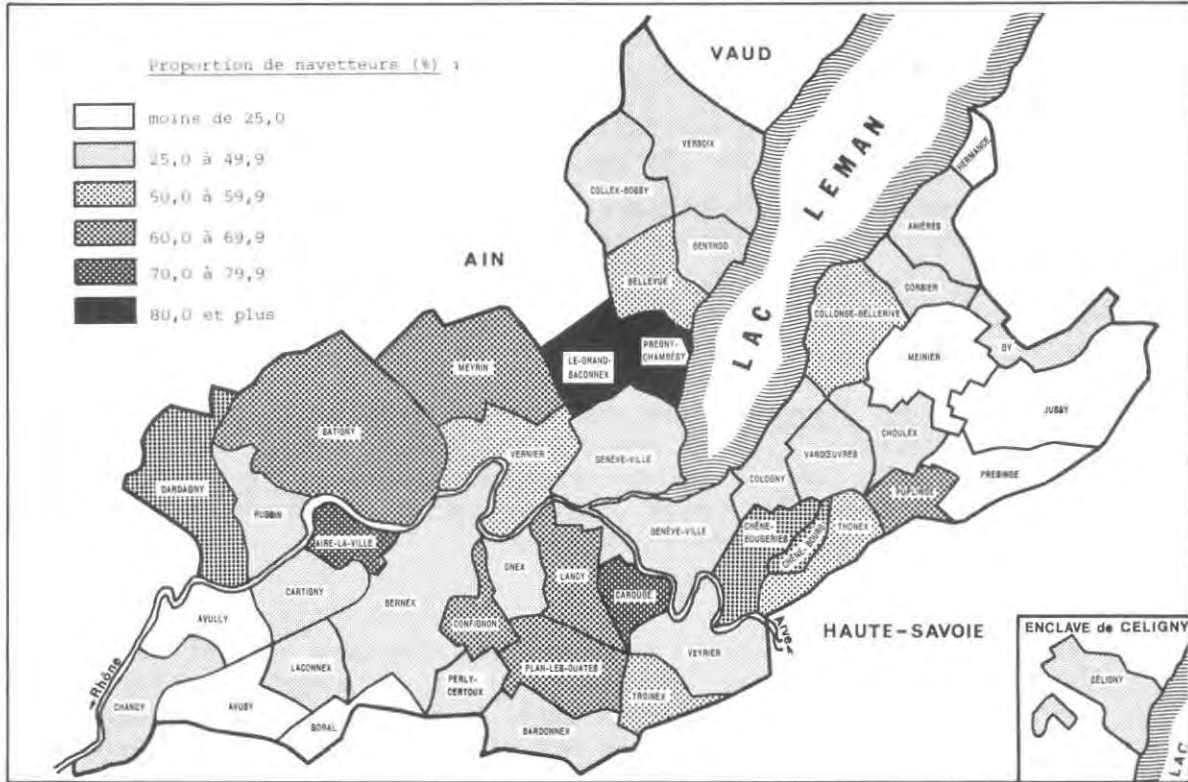 Proportion de navetteurs (%) :
moins de 25,0
25,0 à 49,9
50,0 à 59,9
60,0 à 69,9
70,0 à 79,9
80,0 et plus
VAUD
AIN
LAC LEMAN
HERMANCE
VERSOIX
COLLEX-BOSSY
ANIÈRES
GENTHOD
BELLEVUE
CORSIER
COLLONGE-BELLERIVE
GY
MEINIER
LE-GRAND-
SACONNEX
PREGNY-
CHAMBÉSY
MEYRIN
JUSSY
CHOULEX
SATIGNY
VERNIER
GENÈVE-VILLE
VANDŒUVRES
COLOGNY
PRESINGE
DARDAGNY
RUSSIN
PUPLINGE
AIRE-LA-VILLE
GENÈVE-VILLE
CHÊNE-
BOUGERIES
CHÊNE-BOURG
THONEX
ONEX
LANCY
CAROUGE
CARTIGNY
BERNEX
AVULLY
CONFIGNON
Arve
HAUTE-SAVOIE
VEYRIER
LACONNEX
PLAN-LES-OUATES
PERLY-
CERTOUX
TROINEX
Rhône
CHANCY
AVUSY
SORAL
BARDONNEX
ENCLAVE de CELIGNY
CÉLIGNY
LAC